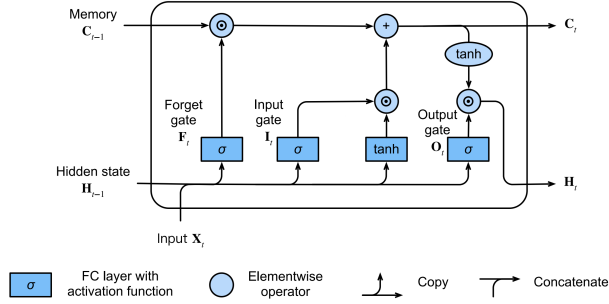 Memory
C_{t–1}
C_t
+
tanh
Forget
gate
F_t
Input
gate
I_t
Output
gate
O_t
σ
σ
tanh
σ
Hidden state
H_{t–1}
H_t
Input X_t
σ
FC layer with
activation function
Elementwise
operator
Copy
Concatenate